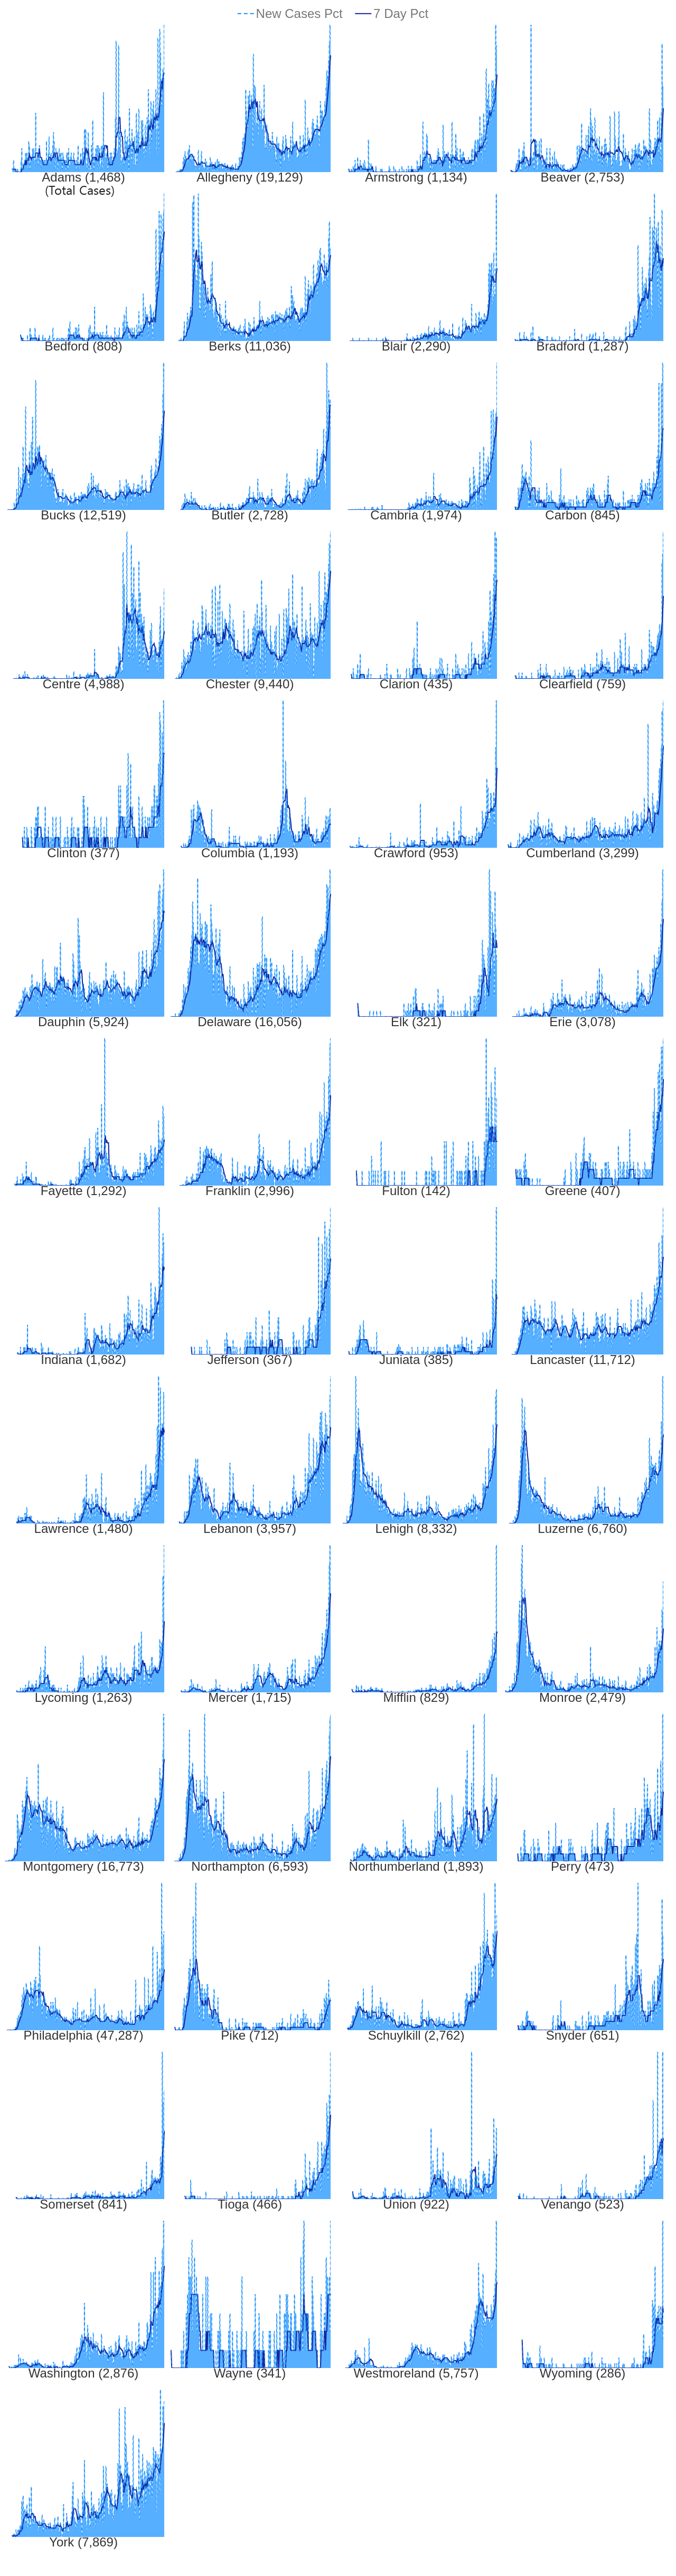 New Cases Pct 7 Day Pct
Adams (1,468) Allegheny (19,129) Armstrong (1,134) Beaver (2,753)
(Total Cases)
Bedford (808) Berks (11,036) Blair (2,290) Bradford (1,287)
Bucks (12,519) Butler (2,728) Cambria (1,974) Carbon (845)
Centre (4,988) Chester (9,440) Clarion (435) Clearfield (759)
Clinton (377) Columbia (1,193) Crawford (953) Cumberland (3,299)
Dauphin (5,924) Delaware (16,056) Elk (321) Erie (3,078)
Fayette (1,292) Franklin (2,996) Fulton (142) Greene (407)
Indiana (1,682) Jefferson (367) Juniata (385) Lancaster (11,712)
Lawrence (1,480) Lebanon (3,957) Lehigh (8,332) Luzerne (6,760)
Lycoming (1,263) Mercer (1,715) Mifflin (829) Monroe (2,479)
Montgomery (16,773) Northampton (6,593) Northumberland (1,893) Perry (473)
Philadelphia (47,287) Pike (712) Schuylkill (2,762) Snyder (651)
Somerset (841) Tioga (466) Union (922) Venango (523)
Washington (2,876) Wayne (341) Westmoreland (5,757) Wyoming (286)
York (7,869)